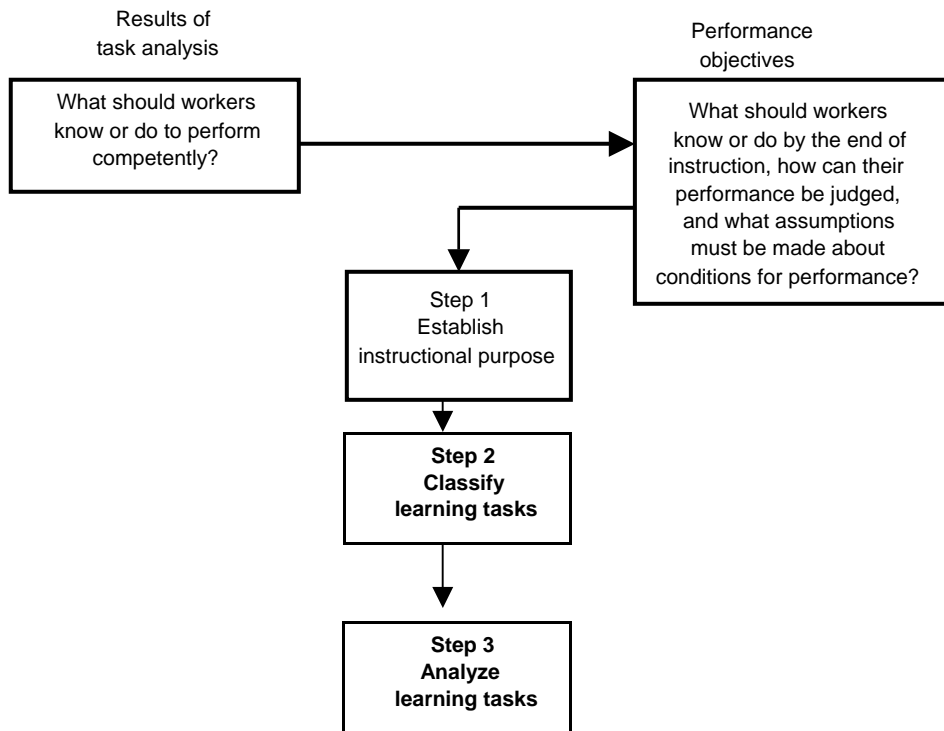 Results of
task analysis
What should workers
know or do to perform
competently?
Performance
objectives
What should workers
know or do by the end of
instruction, how can their
performance be judged,
and what assumptions
must be made about
conditions for performance?
Step 1
Establish
instructional purpose
Step 2
Classify
learning tasks
Step 3
Analyze
learning tasks